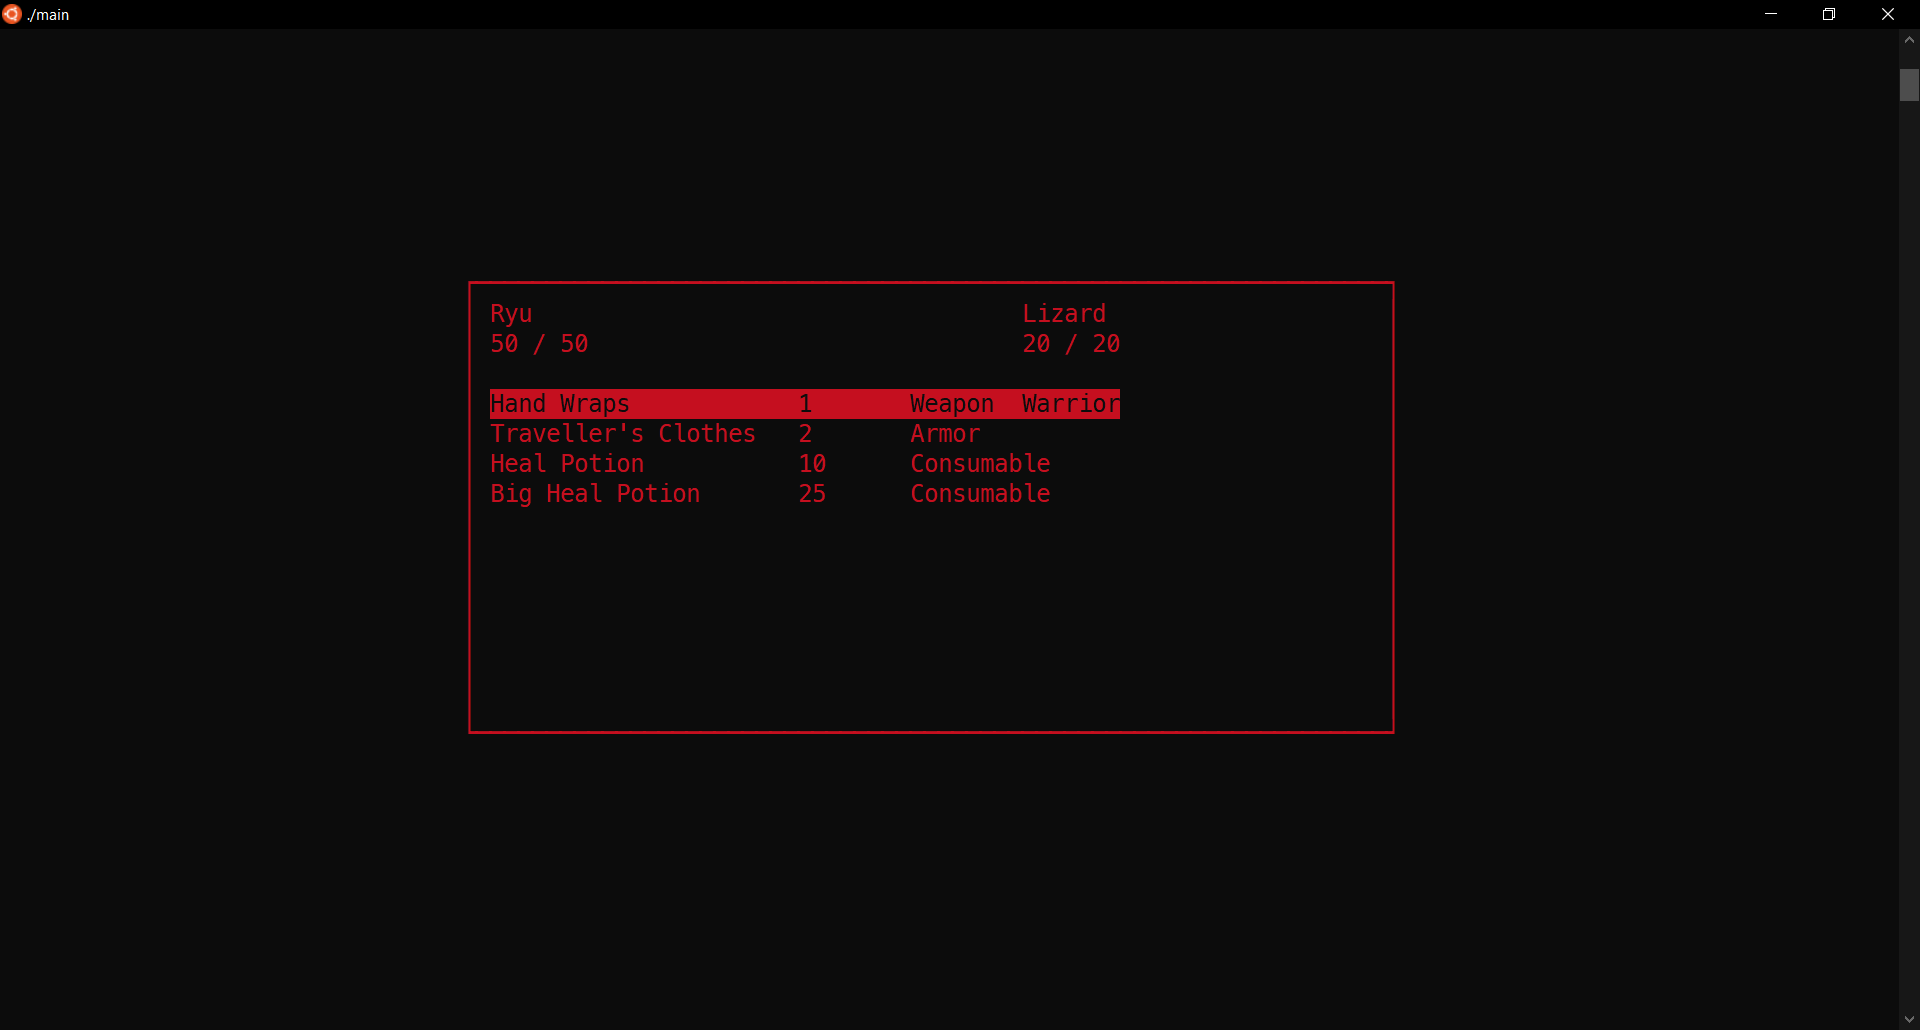 ./main
Ryu Lizard
50 / 50 20 / 20
Hand Wraps 1 Weapon Warrior
Traveller's Clothes 2 Armor
Heal Potion 10 Consumable
Big Heal Potion 25 Consumable